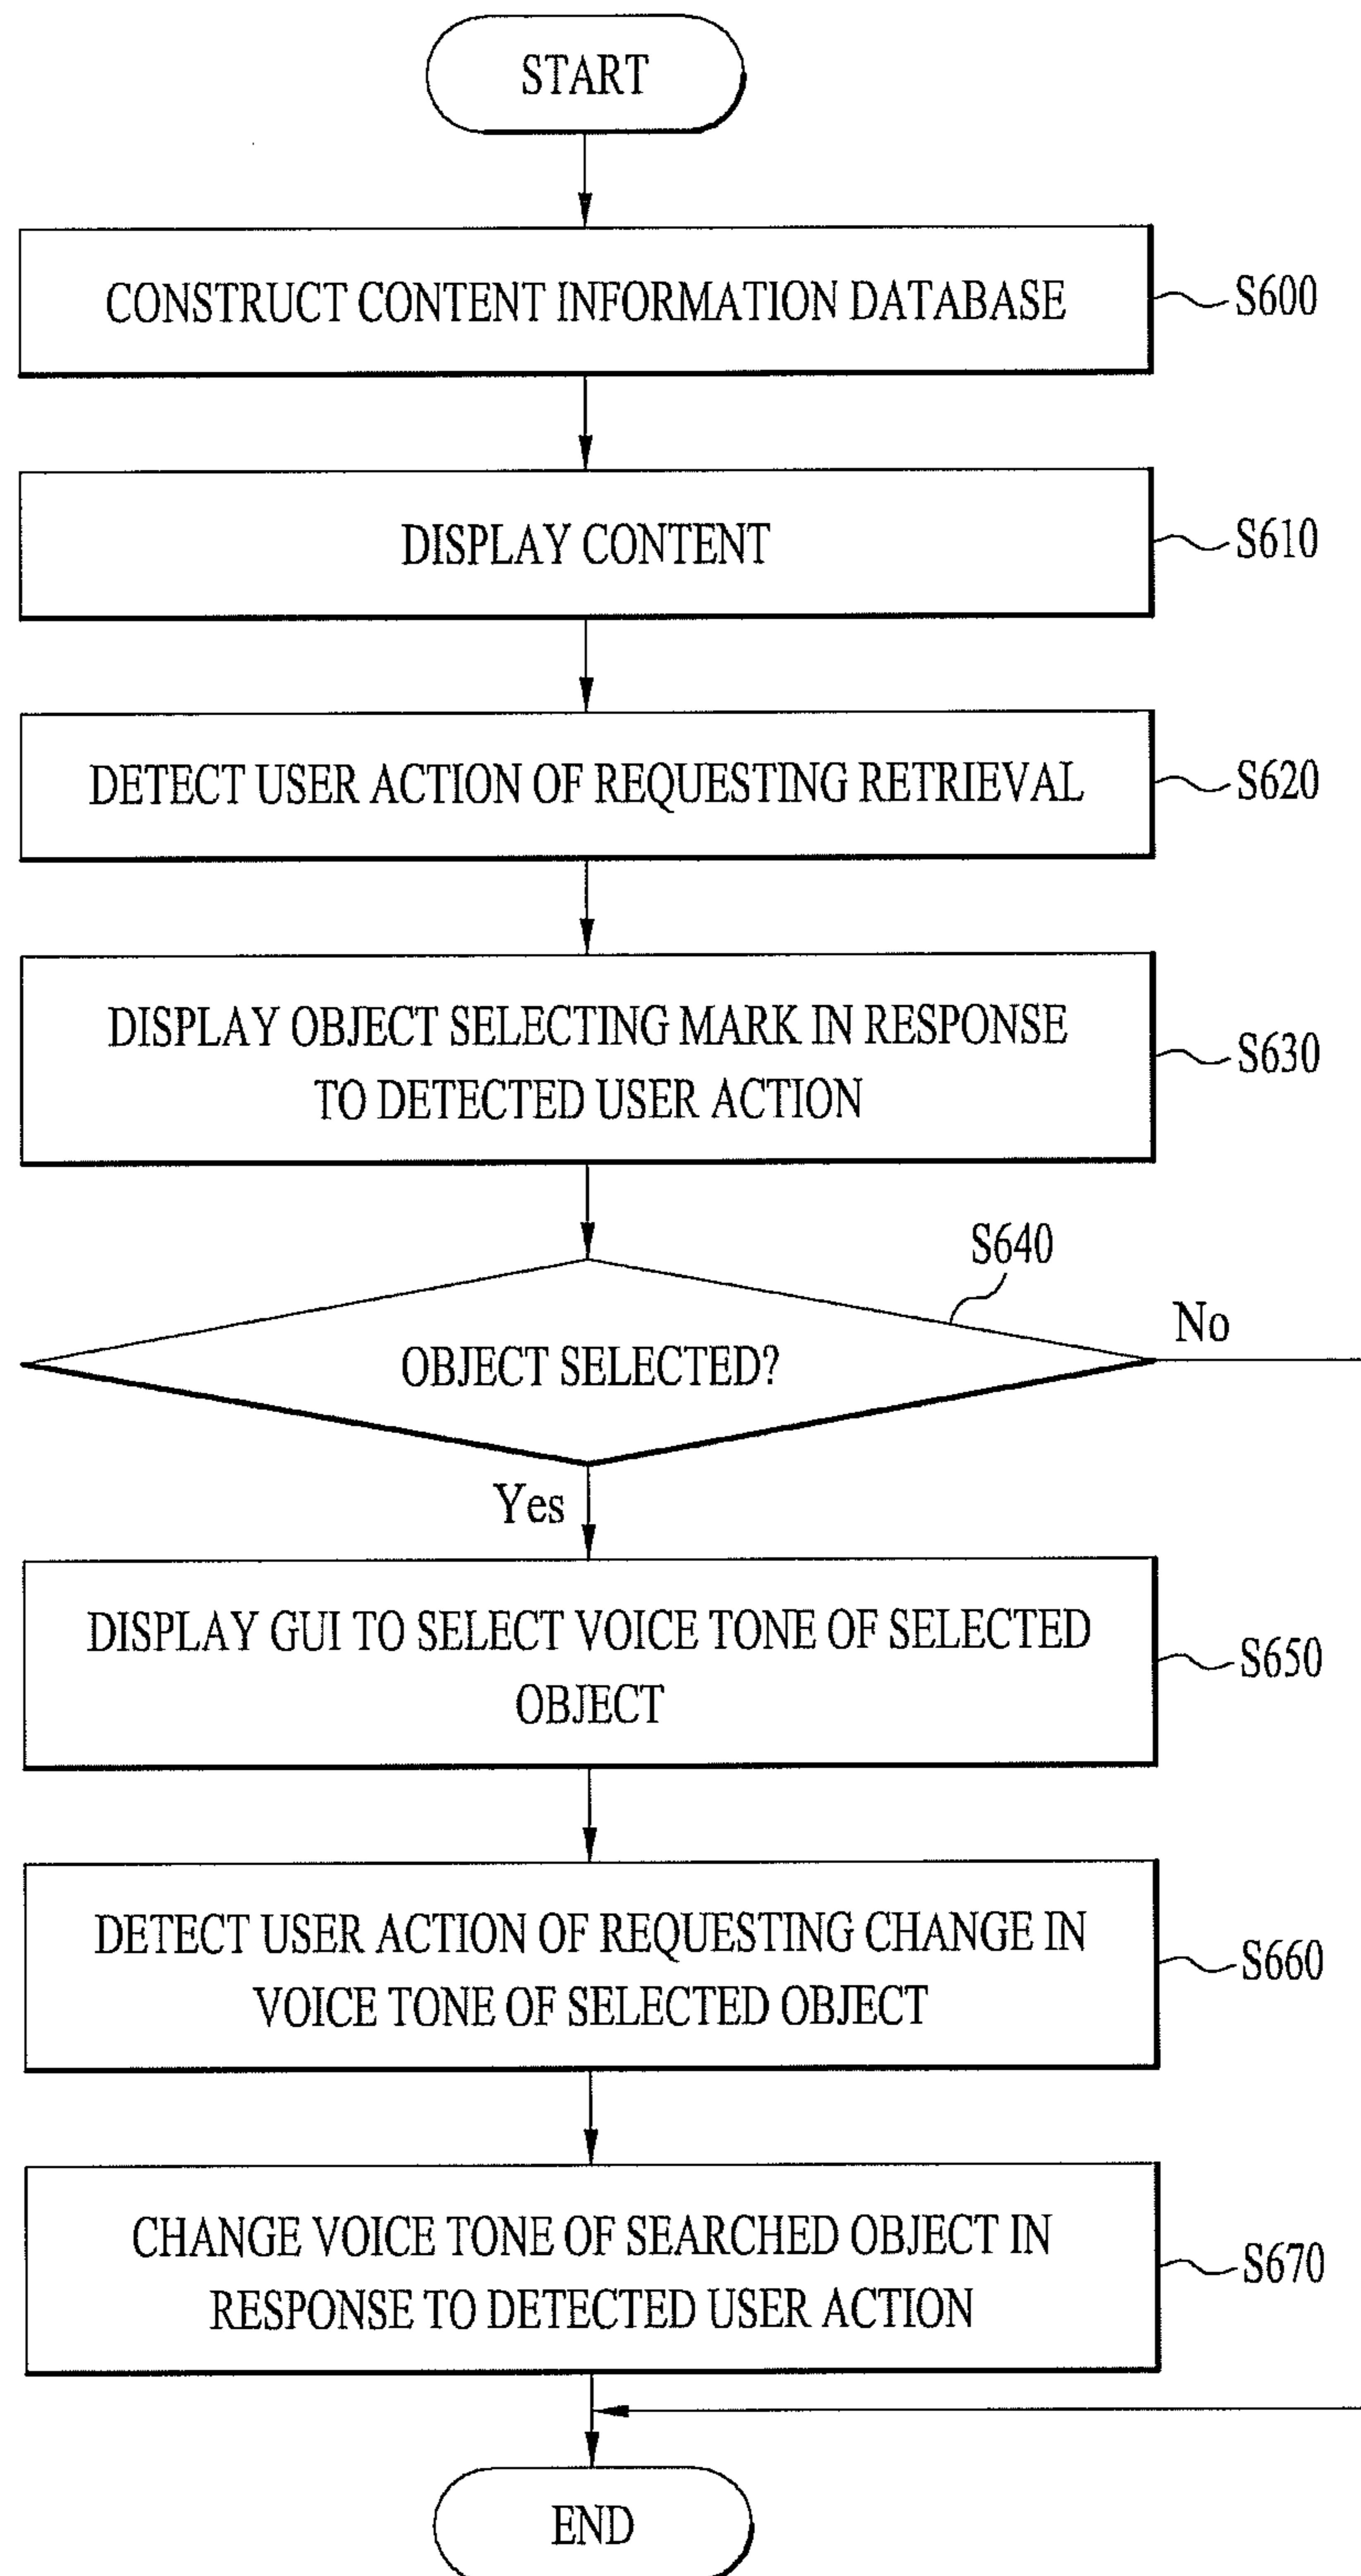 START
CONSTRUCT CONTENT INFORMATION DATABASE
S600
DISPLAY CONTENT
S610
DETECT USER ACTION OF REQUESTING RETRIEVAL
S620
DISPLAY OBJECT SELECTING MARK IN RESPONSE
TO DETECTED USER ACTION
S630
S640
OBJECT SELECTED?
No
Yes
DISPLAY GUI TO SELECT VOICE TONE OF SELECTED
OBJECT
S650
DETECT USER ACTION OF REQUESTING CHANGE IN
VOICE TONE OF SELECTED OBJECT
S660
CHANGE VOICE TONE OF SEARCHED OBJECT IN
RESPONSE TO DETECTED USER ACTION
S670
END